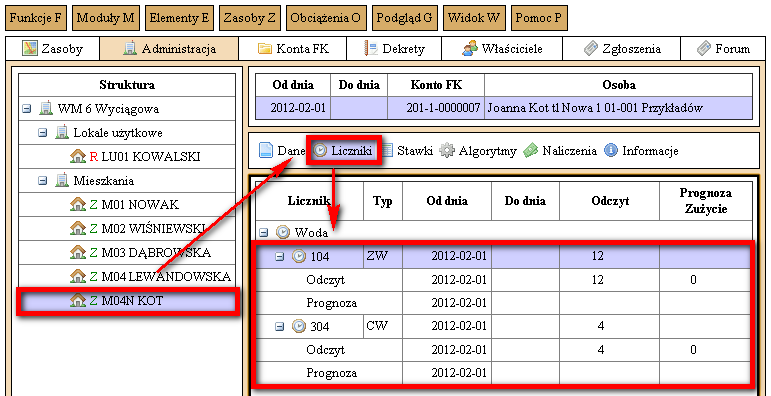 Funkcje F Moduły M Elementy E Zasoby Z Obciążenia O Podgląd G Widok W Pomoc P
Zasoby Administracja Konta FK Dekrety Właściciele Zgłoszenia Forum
Struktura
WM 6 Wyciągowa
Lokale użytkowe
R LU01 KOWALSKI
Mieszkania
Z M01 NOWAK
Z M02 WIŚNIEWSKI
Z M03 DĄBROWSKA
Z M04 LEWANDOWSKA
Z M04N KOT
Od dnia Do dnia Konto FK Osoba
2012-02-01 201-1-0000007 Joanna Kot tl Nowa 1 01-001 Przykładów
Dane Liczniki Stawki Algorytmy Naliczenia Informacje
Licznik Typ Od dnia Do dnia Odczyt Prognoza
Zużycie
Woda
104 ZW 2012-02-01 12
Odczyt 2012-02-01 12 0
Prognoza 2012-02-01
304 CW 2012-02-01 4
Odczyt 2012-02-01 4 0
Prognoza 2012-02-01